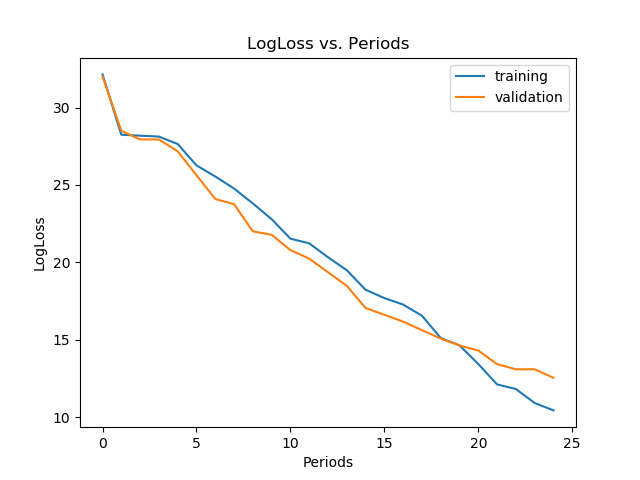 LogLoss vs. Periods
training
validation
30
25
20
15
10
LogLoss
0 5 10 15 20 25
Periods